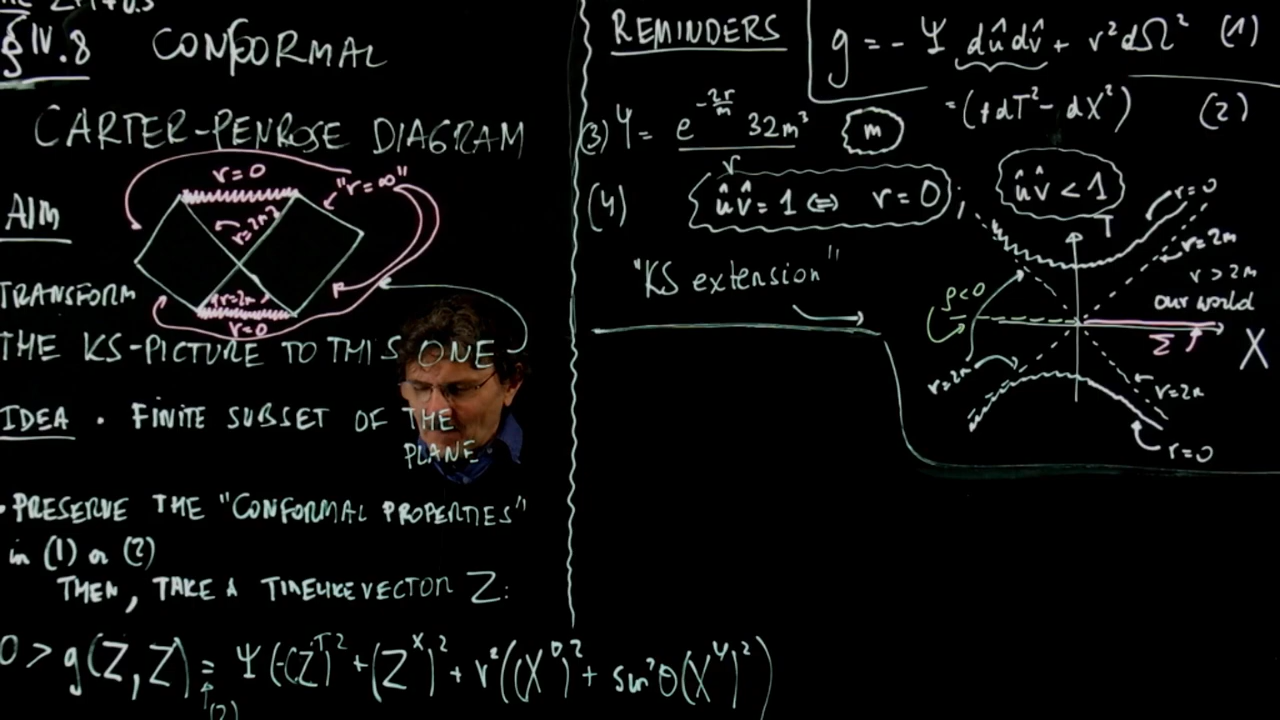 §IV.8 CONFORMAL
CARTER-PENROSE DIAGRAM
r=0
"r=∞"
r=2m
r=2m
r=0
AIM
TRANSFORM
THE KS-PICTURE TO THIS ONE
IDEA · FINITE SUBSET OF THE
PLANE
· PRESERVE THE "CONFORMAL PROPERTIES"
in (1) or (2)
THEN, TAKE A TIMELIKE VECTOR Z:
0 > g(Z,Z) = Ψ(-(Z^T)^2 + (Z^X)^2 + r^2((X^θ)^2 + sin^2θ(X^φ)^2)
(2)
REMINDERS
g = - Ψ dûdv̂ + r^2dΩ^2 (1)
=(+dT^2 - dX^2) (2)
(3) Ψ = e^{-2r/m} 32m^3 / r
m
(4) ûv̂=1 ⇔ r=0; ûv̂<1
"KS extension"
T
r=0
r=2m
r>2m
our world
ρ<0
Σ
X
r=2m
r=2m
r=0